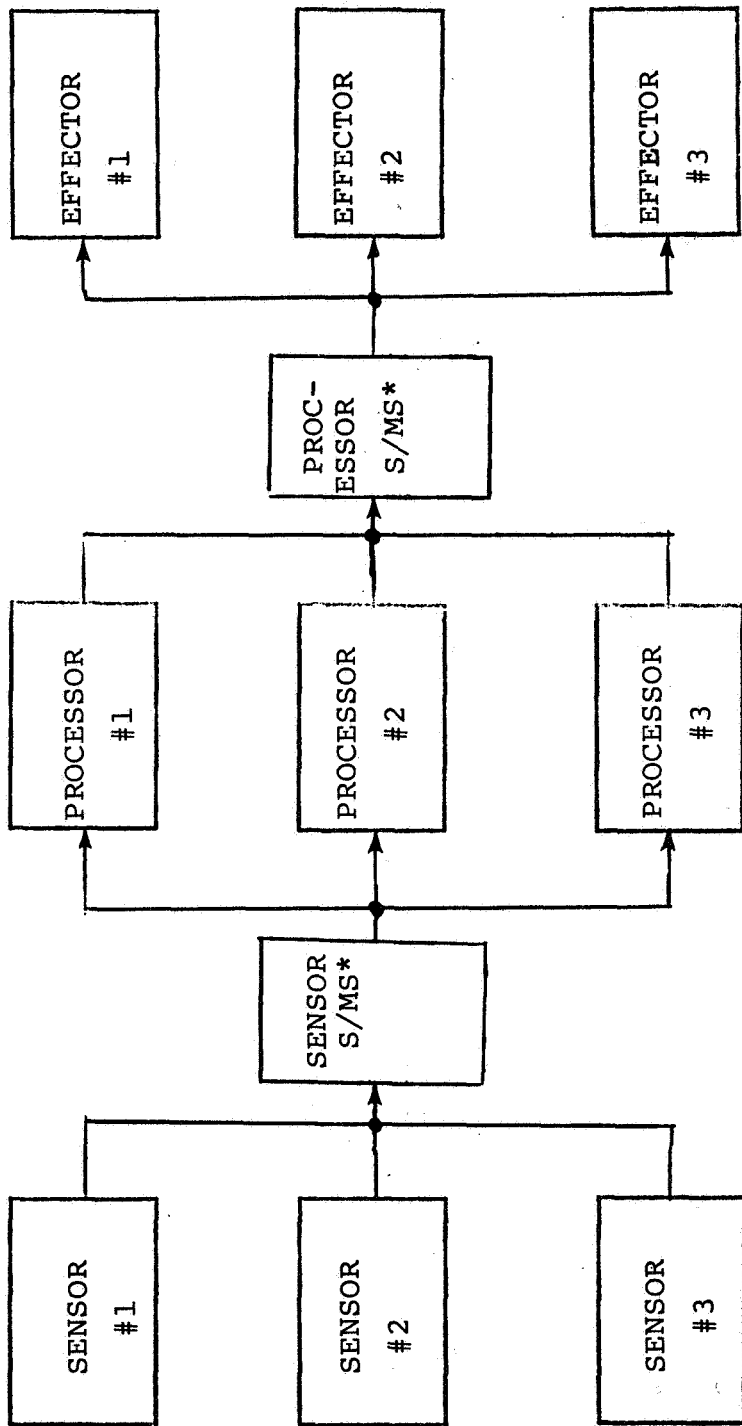 SENSOR
#1
SENSOR
#2
SENSOR
#3
SENSOR
S/MS*
PROCESSOR
#1
PROCESSOR
#2
PROCESSOR
#3
PROC-
ESSOR
S/MS*
EFFECTOR
#1
EFFECTOR
#2
EFFECTOR
#3